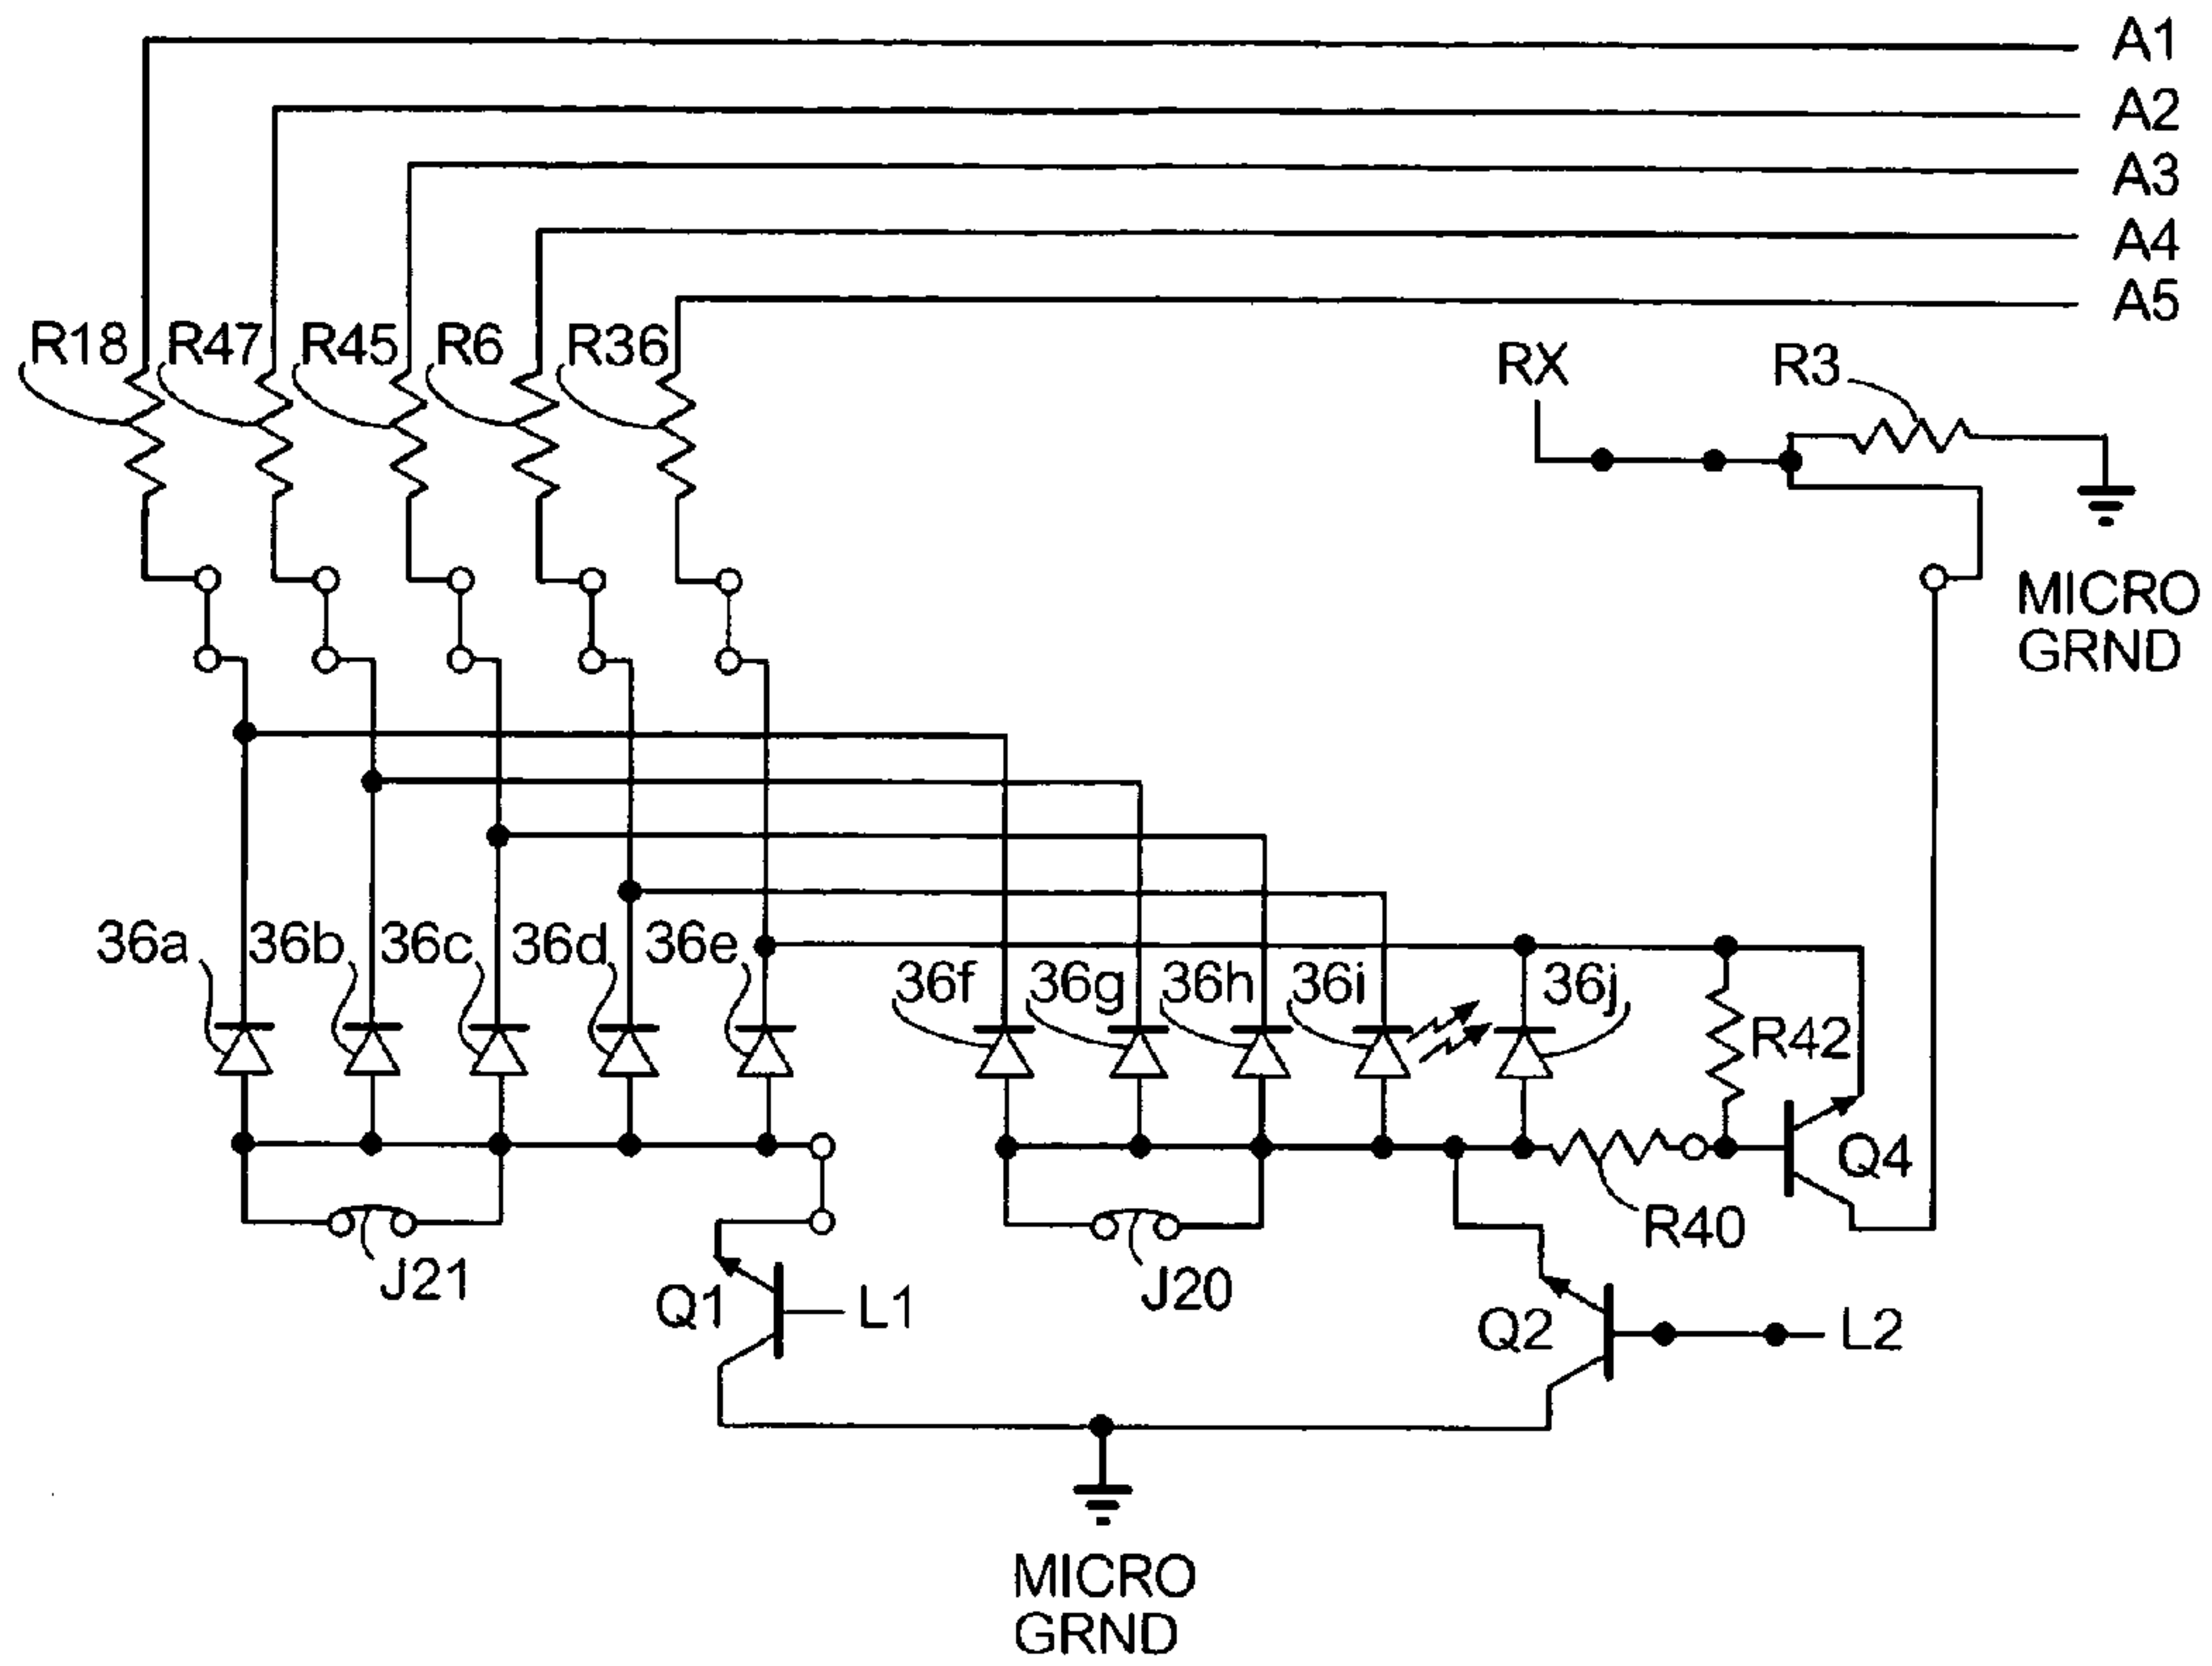 A1
A2
A3
A4
A5
R18 R47 R45 R6 R36
RX R3
MICRO
GRND
36a 36b 36c 36d 36e
36f 36g 36h 36i 36j
R42
Q4
R40
J21
Q1 L1
J20
Q2 L2
MICRO
GRND